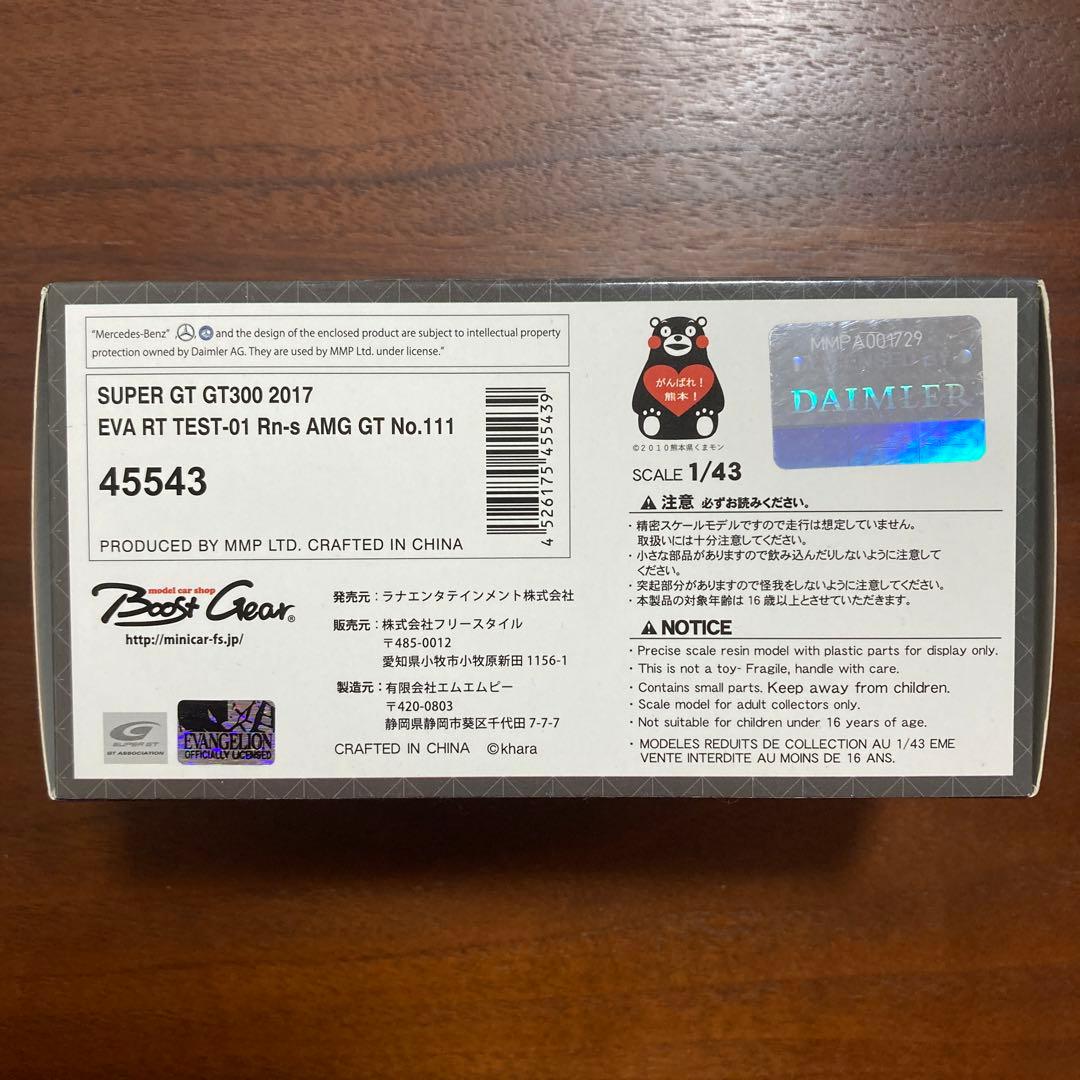 "Mercedes-Benz", and the design of the enclosed product are subject to intellectual property
protection owned by Daimler AG. They are used by MMP Ltd. under license."
SUPER GT GT300 2017
EVA RT TEST-01 Rn-s AMG GT No.111
45543
PRODUCED BY MMP LTD. CRAFTED IN CHINA
4 526175 455439
model car shop
Boost Gear®
http://minicar-fs.jp/
SUPER GT
GT ASSOCIATION
EVANGELION
OFFICIALLY LICENSED
発売元：ラナエンタテインメント株式会社
販売元：株式会社フリースタイル
〒485-0012
愛知県小牧市小牧原新田 1156-1
製造元：有限会社エムエムピー
〒420-0803
静岡県静岡市葵区千代田 7-7-7
CRAFTED IN CHINA ©khara
がんばれ！
熊本！
©2010熊本県くまモン
MMPA001729
DAIMLER
SCALE 1/43
⚠注意 必ずお読みください。
・精密スケールモデルですので走行は想定していません。
取扱いには十分注意してください。
・小さな部品がありますので飲み込んだりしないように注意して
ください。
・突起部分がありますので怪我をしないように注意してください。
・本製品の対象年齢は 16 歳以上とさせていただきます。
⚠NOTICE
・Precise scale resin model with plastic parts for display only.
・This is not a toy- Fragile, handle with care.
・Contains small parts. Keep away from children.
・Scale model for adult collectors only.
・Not suitable for children under 16 years of age.
・MODELES REDUITS DE COLLECTION AU 1/43 EME
VENTE INTERDITE AU MOINS DE 16 ANS.